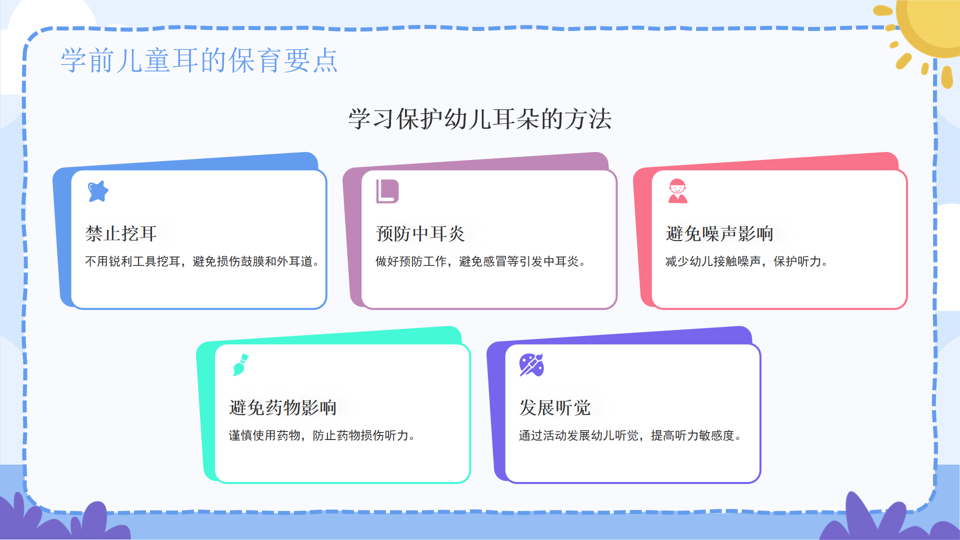 学前儿童耳的保育要点
学习保护幼儿耳朵的方法
禁止挖耳
不用锐利工具挖耳，避免损伤鼓膜和外耳道。
预防中耳炎
做好预防工作，避免感冒等引发中耳炎。
避免噪声影响
减少幼儿接触噪声，保护听力。
避免药物影响
谨慎使用药物，防止药物损伤听力。
发展听觉
通过活动发展幼儿听觉，提高听力敏感度。